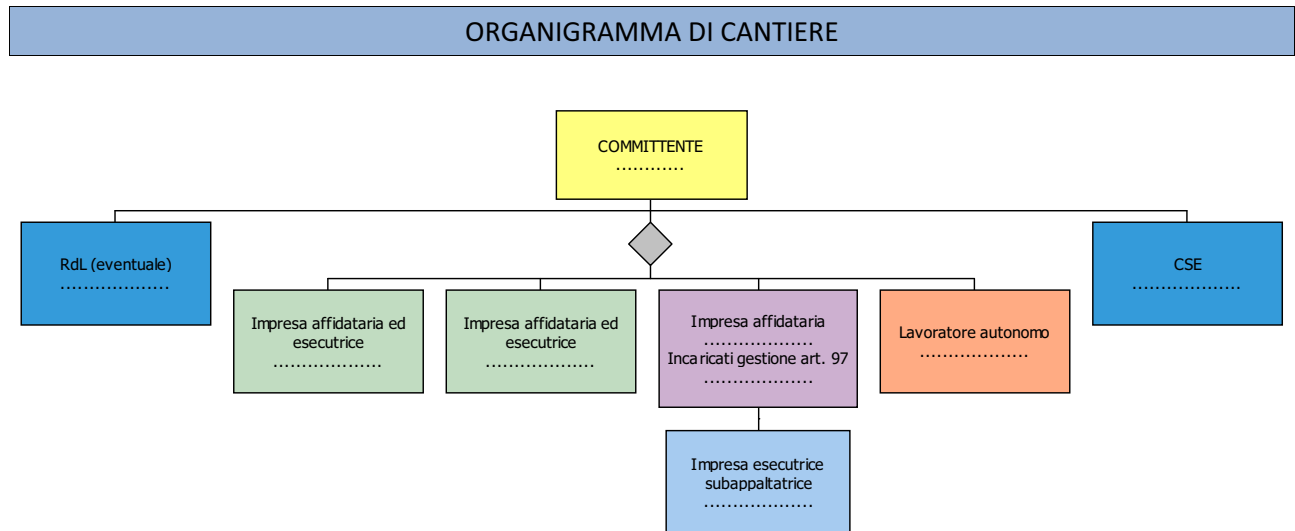 ORGANIGRAMMA DI CANTIERE
COMMITTENTE
............
RdL (eventuale)
...................
CSE
...................
Impresa affidataria ed
esecutrice
...................
Impresa affidataria ed
esecutrice
...................
Impresa affidataria
...................
Incaricati gestione art. 97
...................
Lavoratore autonomo
...................
Impresa esecutrice
subappaltatrice
...................